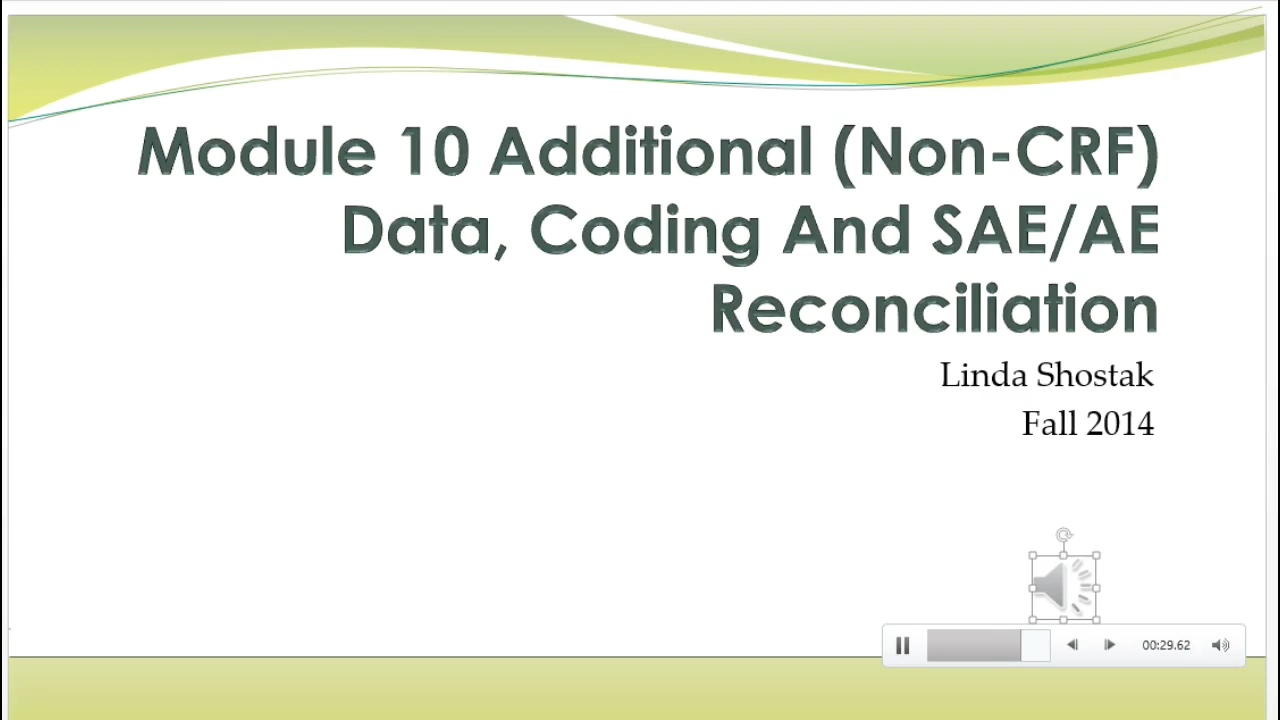 Module 10 Additional (Non-CRF)
Data, Coding And SAE/AE
Reconciliation
Linda Shostak
Fall 2014
00:29.62